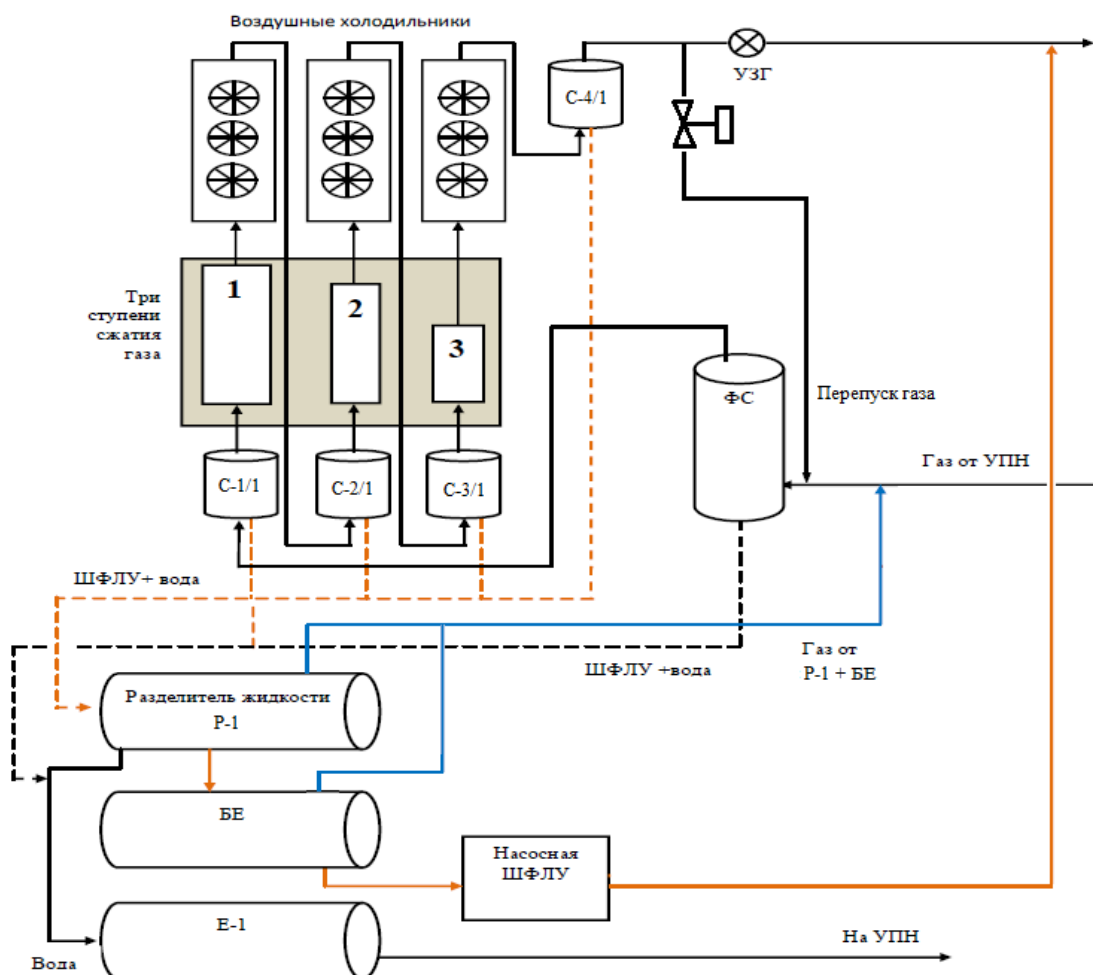 Воздушные холодильники
С-4/1
УЗГ
1
2
3
Три
ступени
сжатия
газа
ФС
Перепуск газа
Газ от УПН
С-1/1
С-2/1
С-3/1
ШФЛУ+ вода
ШФЛУ +вода
Газ от
Р-1 + БЕ
Разделитель жидкости
Р-1
БЕ
Насосная
ШФЛУ
Е-1
На УПН
Вода